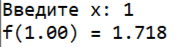 Введите x: 1
f(1.00) = 1.718